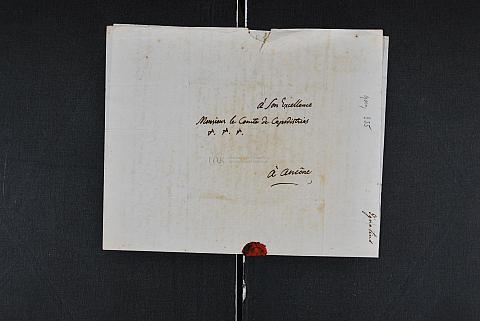 à Son Excellence
Monsieur le Comte de Capodistrias
&. &. &.
à Ancône